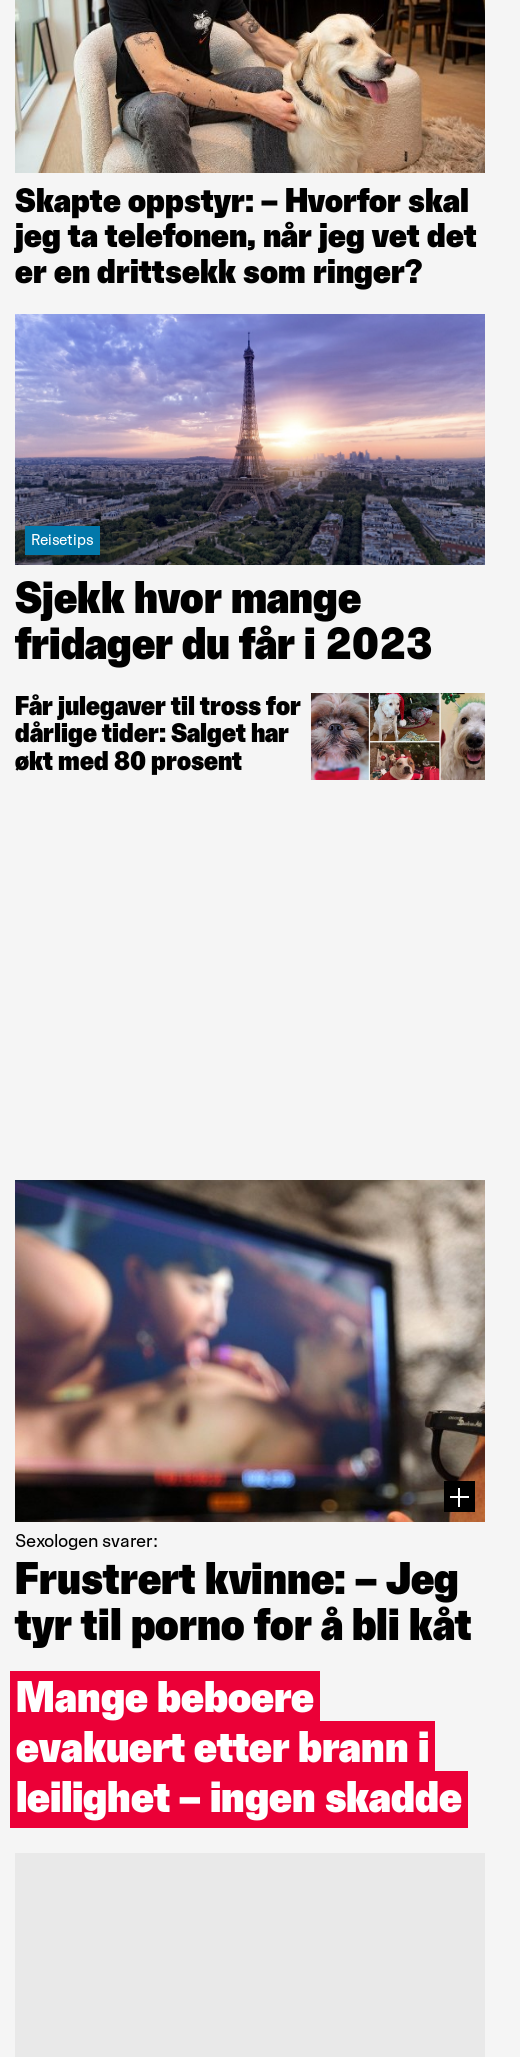 Skapte oppstyr: – Hvorfor skal
jeg ta telefonen, når jeg vet det
er en drittsekk som ringer?
Reisetips
Sjekk hvor mange
fridager du får i 2023
Får julegaver til tross for
dårlige tider: Salget har
økt med 80 prosent
Sexologen svarer:
Frustrert kvinne: – Jeg
tyr til porno for å bli kåt
Mange beboere
evakuert etter brann i
leilighet – ingen skadde